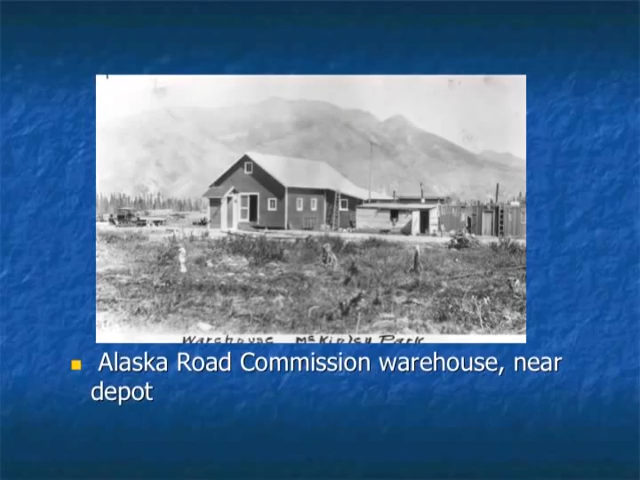 Warehouse McKinley Park
Alaska Road Commission warehouse, near
depot